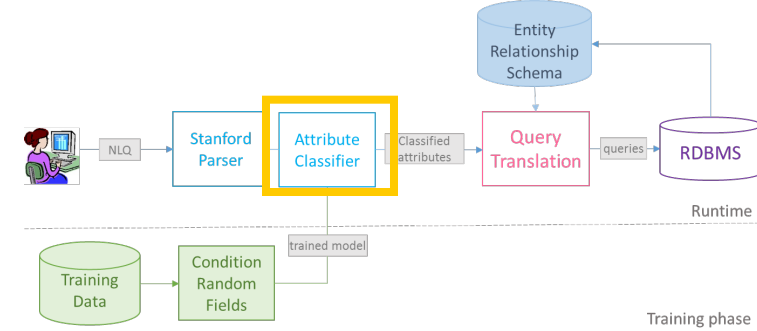 Entity
Relationship
Schema
NLQ
Stanford
Parser
Attribute
Classifier
Classified
attributes
Query
Translation
queries
RDBMS
Runtime
trained model
Training
Data
Condition
Random
Fields
Training phase